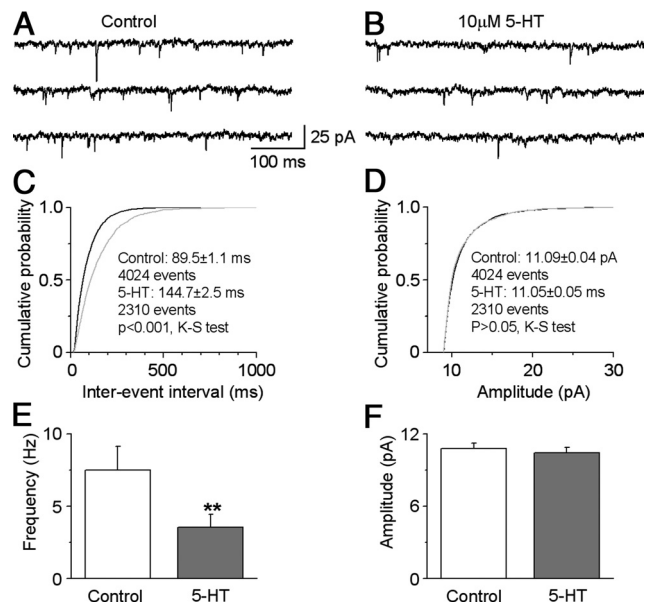 A
Control
B
10µM 5-HT
25 pA
100 ms
C
Cumulative probability
1.0
0.5
0
Control: 89.5±1.1 ms
4024 events
5-HT: 144.7±2.5 ms
2310 events
p<0.001, K-S test
0
500
1000
Inter-event interval (ms)
D
Cumulative probability
1.0
0.5
0
Control: 11.09±0.04 pA
4024 events
5-HT: 11.05±0.05 ms
2310 events
P>0.05, K-S test
10
20
30
Amplitude (pA)
E
Frequency (Hz)
10
5
0
**
Control
5-HT
F
Amplitude (pA)
12
6
0
Control
5-HT